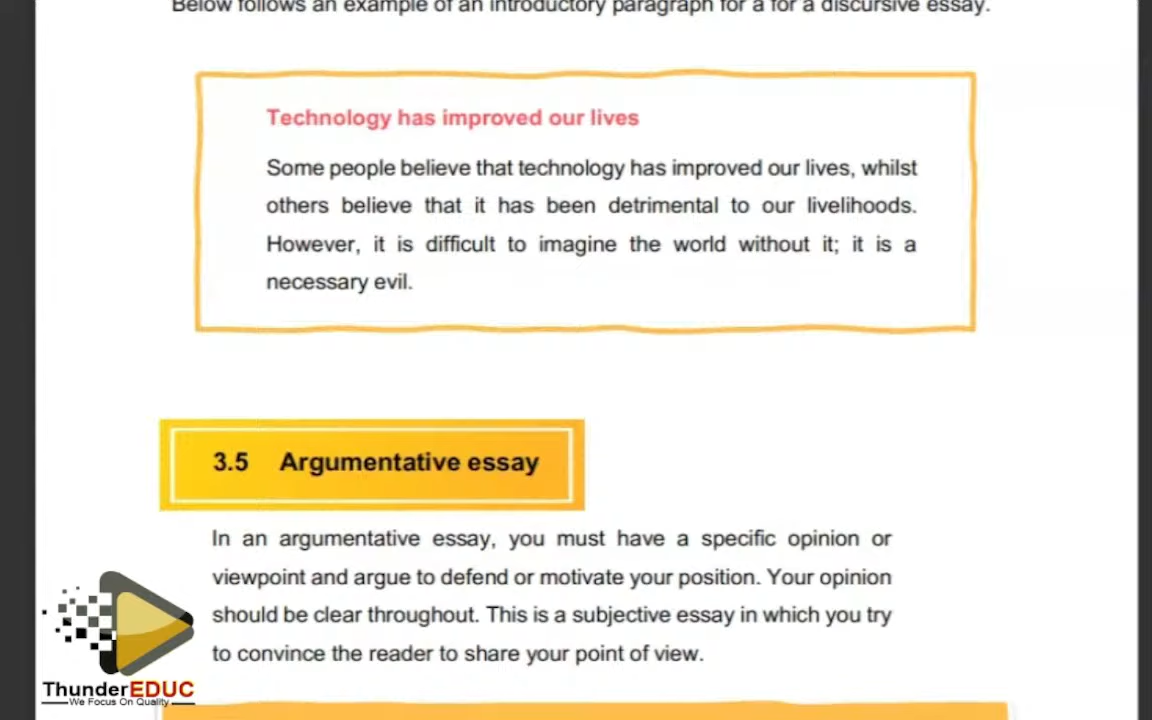 Below follows an example of an introductory paragraph for a for a discursive essay.
Technology has improved our lives
Some people believe that technology has improved our lives, whilst
others believe that it has been detrimental to our livelihoods.
However, it is difficult to imagine the world without it; it is a
necessary evil.
3.5 Argumentative essay
In an argumentative essay, you must have a specific opinion or
viewpoint and argue to defend or motivate your position. Your opinion
should be clear throughout. This is a subjective essay in which you try
to convince the reader to share your point of view.
ThunderEDUC
We Focus On Quality